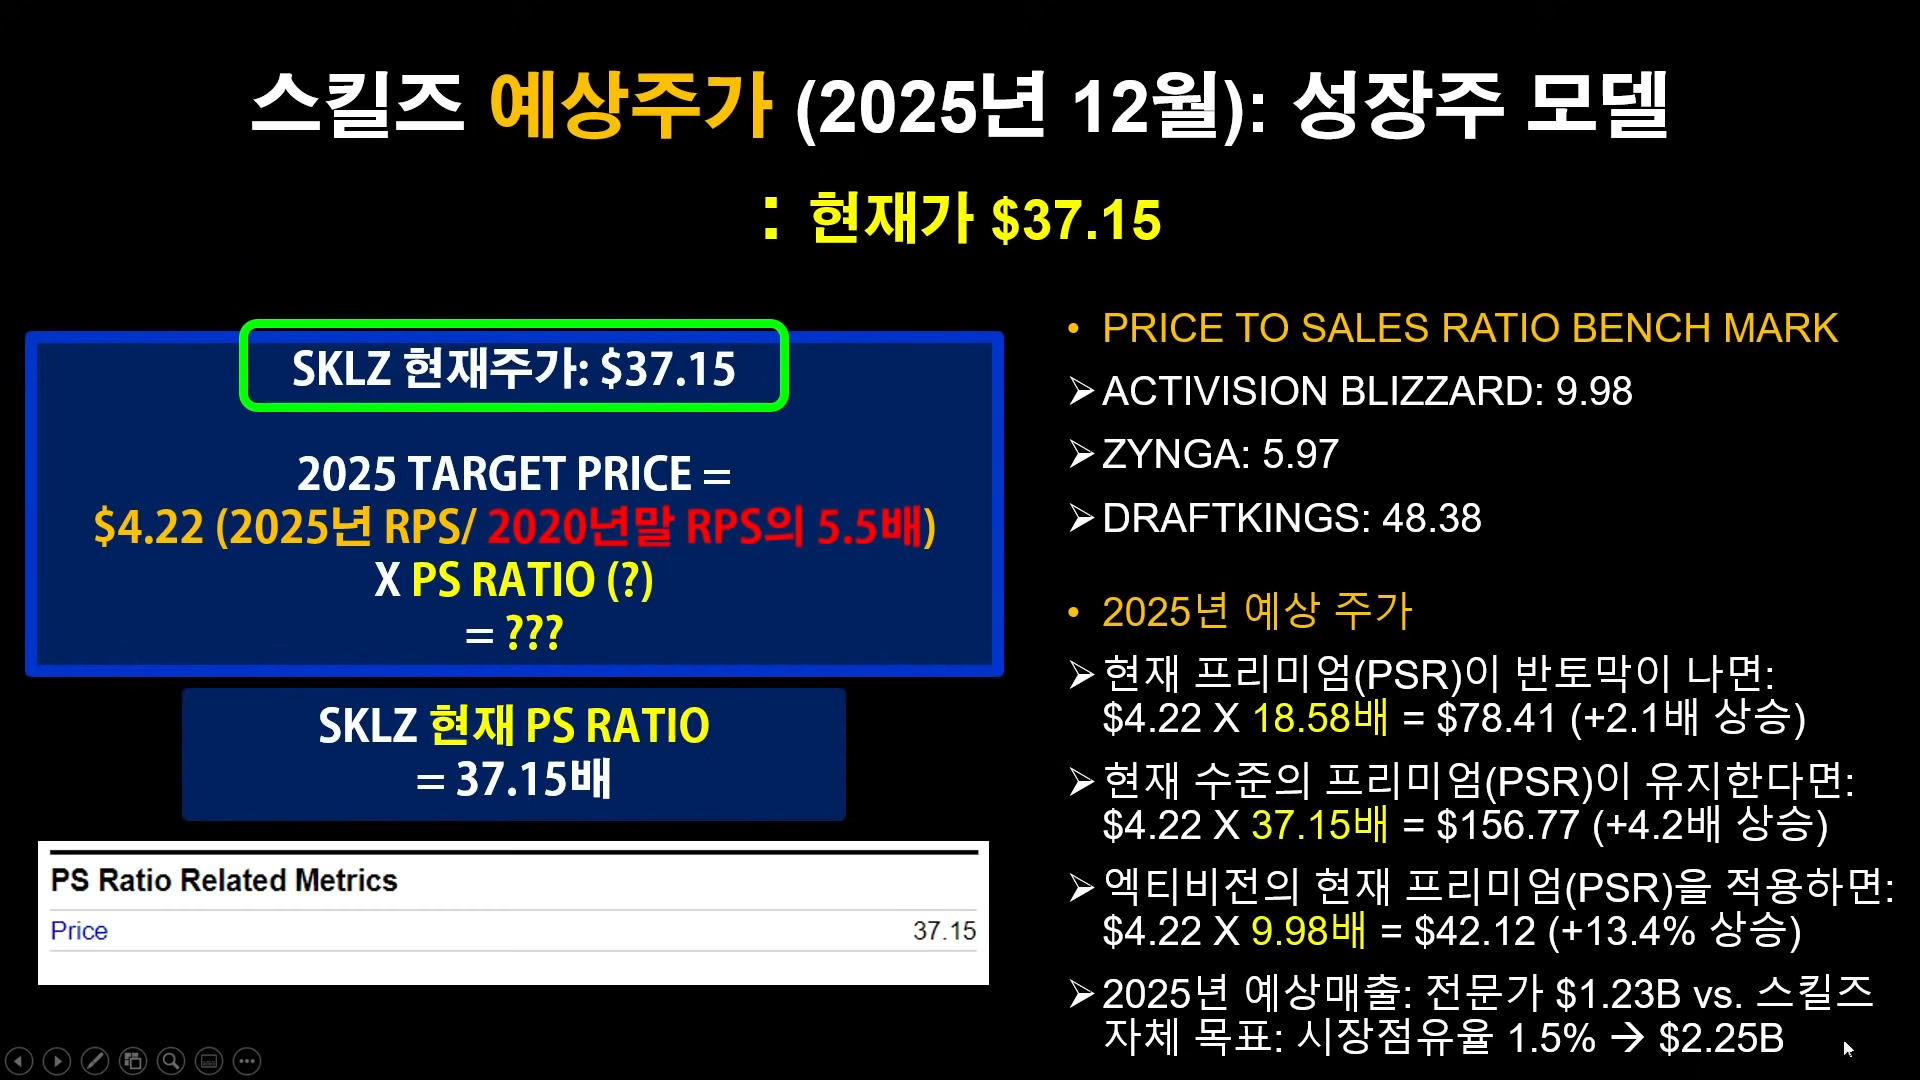 스킬즈 예상주가 (2025년 12월): 성장주 모델
: 현재가 $37.15
SKLZ 현재주가: $37.15
2025 TARGET PRICE =
$4.22 (2025년 RPS/ 2020년말 RPS의 5.5배)
X PS RATIO (?)
= ???
SKLZ 현재 PS RATIO
= 37.15배
PS Ratio Related Metrics
Price 37.15
• PRICE TO SALES RATIO BENCH MARK
➢ ACTIVISION BLIZZARD: 9.98
➢ ZYNGA: 5.97
➢ DRAFTKINGS: 48.38
• 2025년 예상 주가
➢ 현재 프리미엄(PSR)이 반토막이 나면:
$4.22 X 18.58배 = $78.41 (+2.1배 상승)
➢ 현재 수준의 프리미엄(PSR)이 유지한다면:
$4.22 X 37.15배 = $156.77 (+4.2배 상승)
➢ 엑티비전의 현재 프리미엄(PSR)을 적용하면:
$4.22 X 9.98배 = $42.12 (+13.4% 상승)
➢ 2025년 예상매출: 전문가 $1.23B vs. 스킬즈
자체 목표: 시장점유율 1.5% → $2.25B